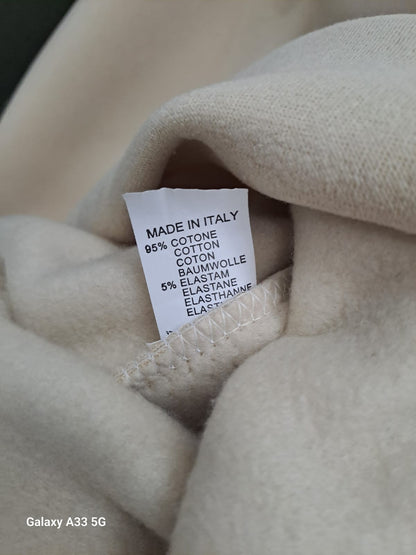 MADE IN ITALY
95% COTONE
COTTON
COTON
BAUMWOLLE
5% ELASTAM
ELASTANE
ELASTHANNE
Galaxy A33 5G